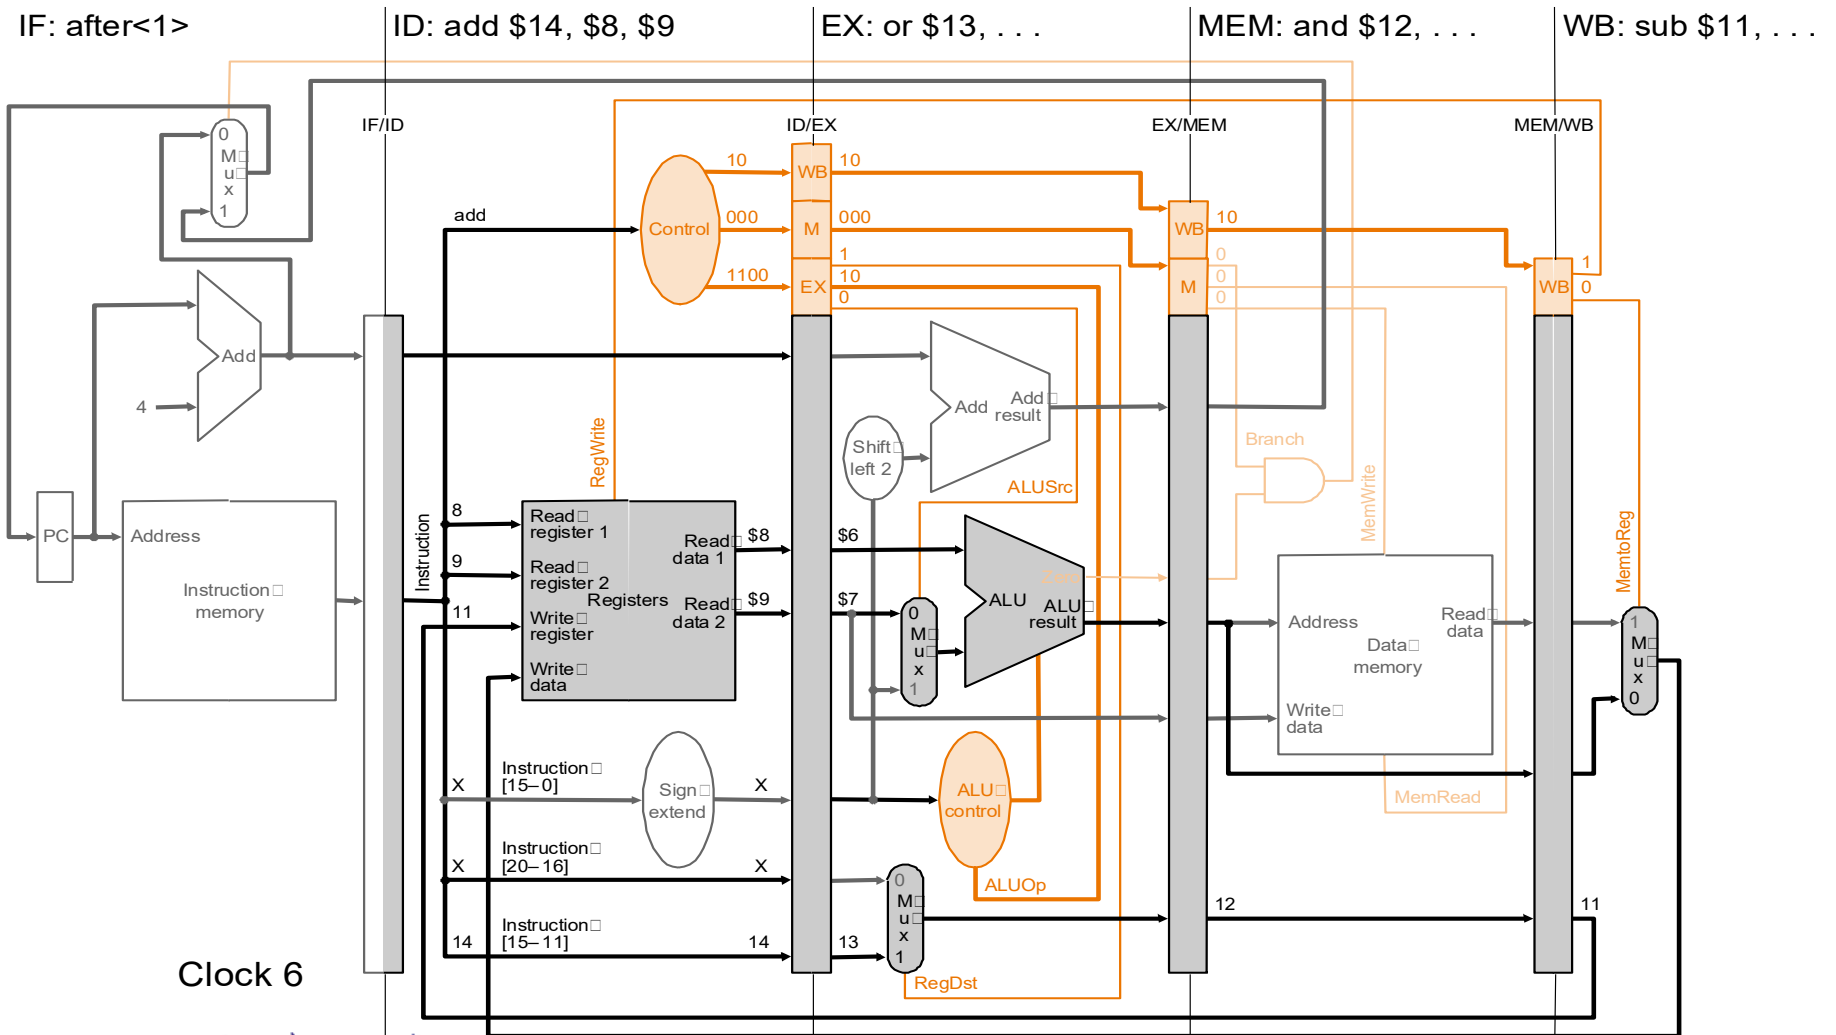 IF: after<1>
ID: add $14, $8, $9
EX: or $13, . . .
MEM: and $12, . . .
WB: sub $11, . . .
IF/ID
ID/EX
EX/MEM
MEM/WB
0
M
u
x
1
add
Control
10
000
1100
WB
M
EX
10
000
1
10
0
WB
M
10
0
0
0
WB
1
0
Add
4
RegWrite
Shift
left 2
Add
Add
result
ALUSrc
Branch
MemWrite
MemtoReg
PC
Address
Instruction
memory
Instruction
8
9
11
Read
register 1
Read
register 2
Write
register
Write
data
Registers
Read
data 1
Read
data 2
$8
$9
$6
$7
0
M
u
x
1
Zero
ALU
ALU
result
Address
Write
data
Data
memory
Read
data
1
M
u
x
0
X
Instruction
[15–0]
Sign
extend
X
ALU
control
MemRead
X
Instruction
[20–16]
X
ALUOp
14
Instruction
[15–11]
14
13
0
M
u
x
1
RegDst
12
11
Clock 6